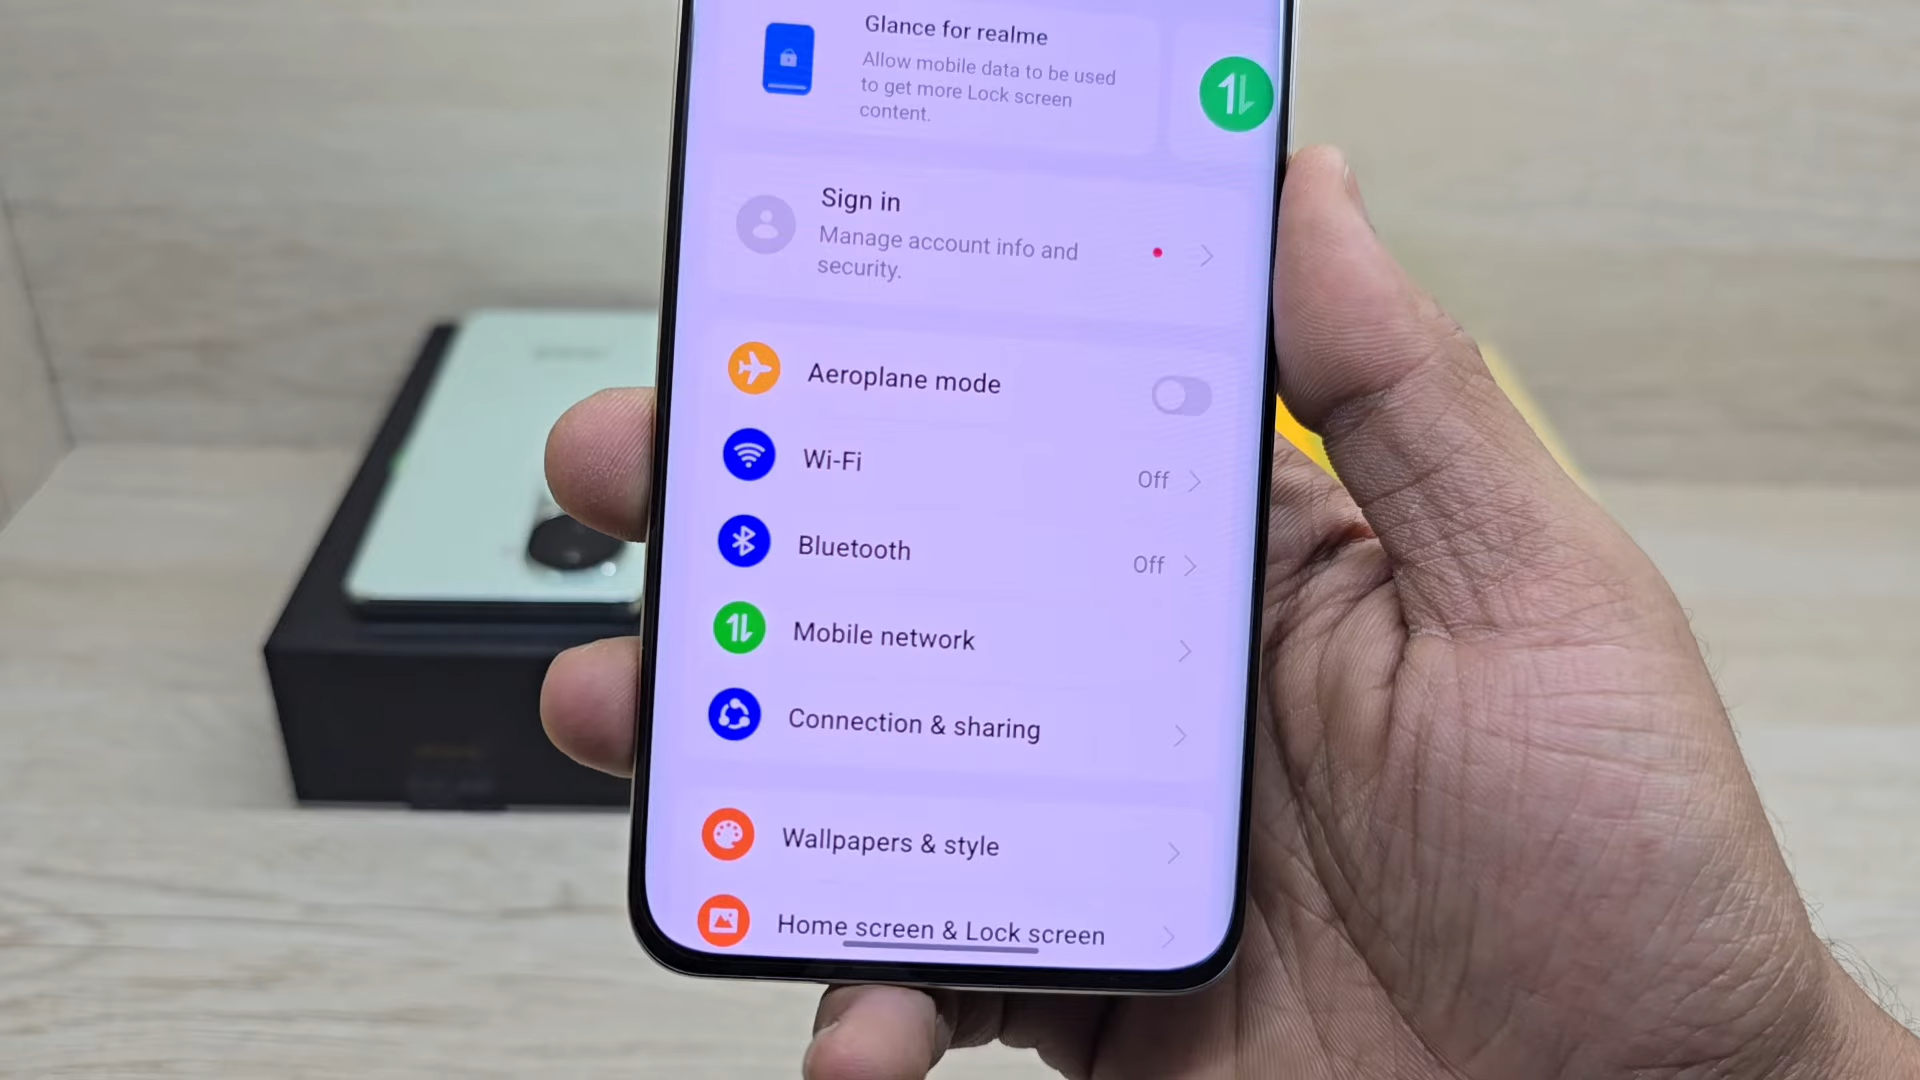 Glance for realme
Allow mobile data to be used
to get more Lock screen
content.
Sign in
Manage account info and
security.
Aeroplane mode
Wi-Fi
Off
Bluetooth
Off
Mobile network
Connection & sharing
Wallpapers & style
Home screen & Lock screen